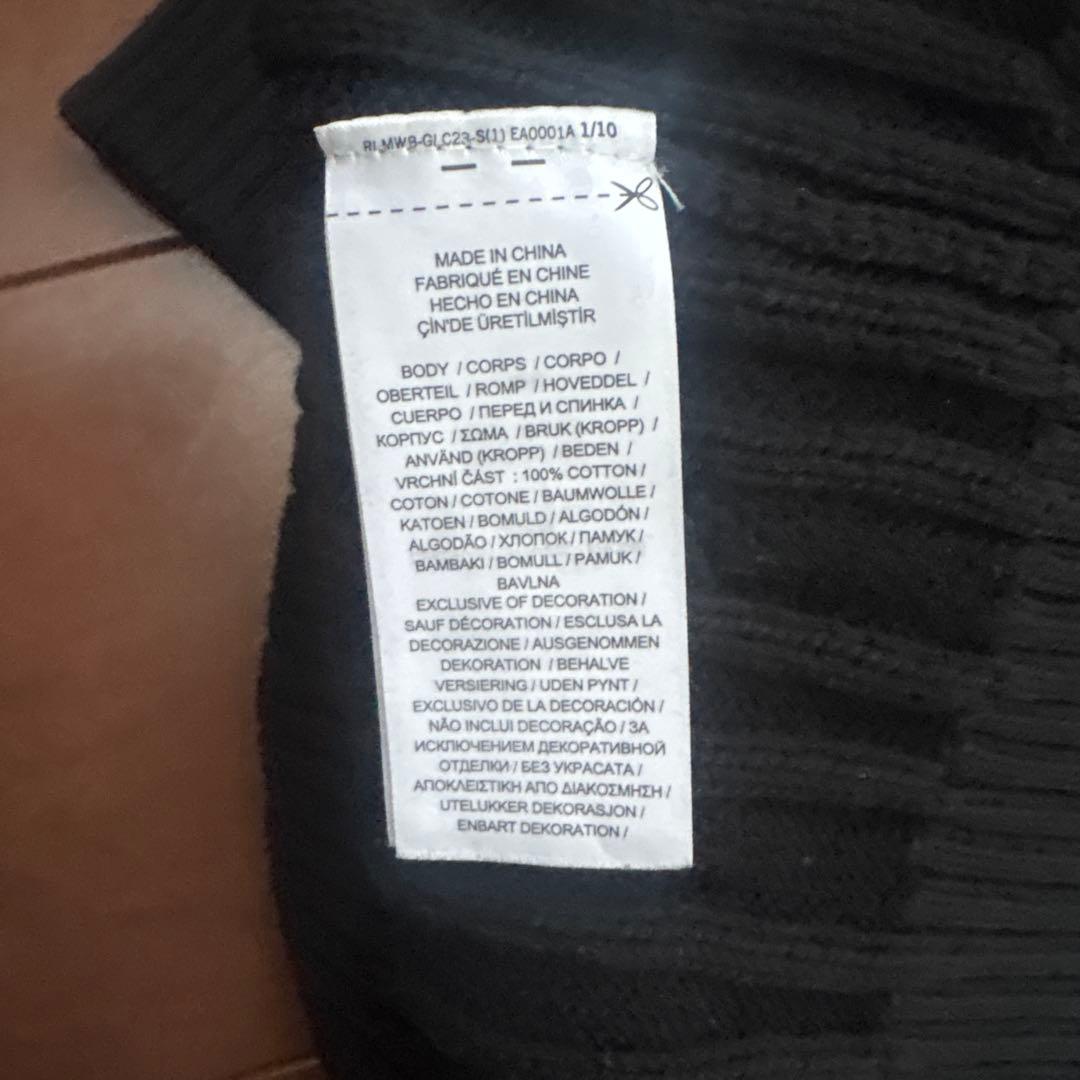 RLMWB-GLC23-S(1) EA0001A 1/10
MADE IN CHINA
FABRIQUÉ EN CHINE
HECHO EN CHINA
ÇİN'DE ÜRETİLMİŞTİR
BODY / CORPS / CORPO /
OBERTEIL / ROMP / HOVEDDEL /
CUERPO / ПЕРЕД И СПИНКА /
КОРПУС / ΣΩΜΑ / BRUK (KROPP) /
ANVÄND (KROPP) / BEDEN /
VRCHNÍ ČÁST : 100% COTTON /
COTON / COTONE / BAUMWOLLE /
KATOEN / BOMULD / ALGODÓN /
ALGODÃO / ХЛОПОК / ПАМУК /
BAMBAKI / BOMULL / PAMUK /
BAVLNA
EXCLUSIVE OF DECORATION /
SAUF DÉCORATION / ESCLUSA LA
DECORAZIONE / AUSGENOMMEN
DEKORATION / BEHALVE
VERSIERING / UDEN PYNT /
EXCLUSIVO DE LA DECORACIÓN /
NÃO INCLUI DECORAÇÃO / ЗА
ИСКЛЮЧЕНИЕМ ДЕКОРАТИВНОЙ
ОТДЕЛКИ / БЕЗ УКРАСАТА /
ΑΠΟΚΛΕΙΣΤΙΚΗ ΑΠΟ ΔΙΑΚΟΣΜΗΣΗ /
UTELUKKER DEKORASJON /
ENBART DEKORATION /